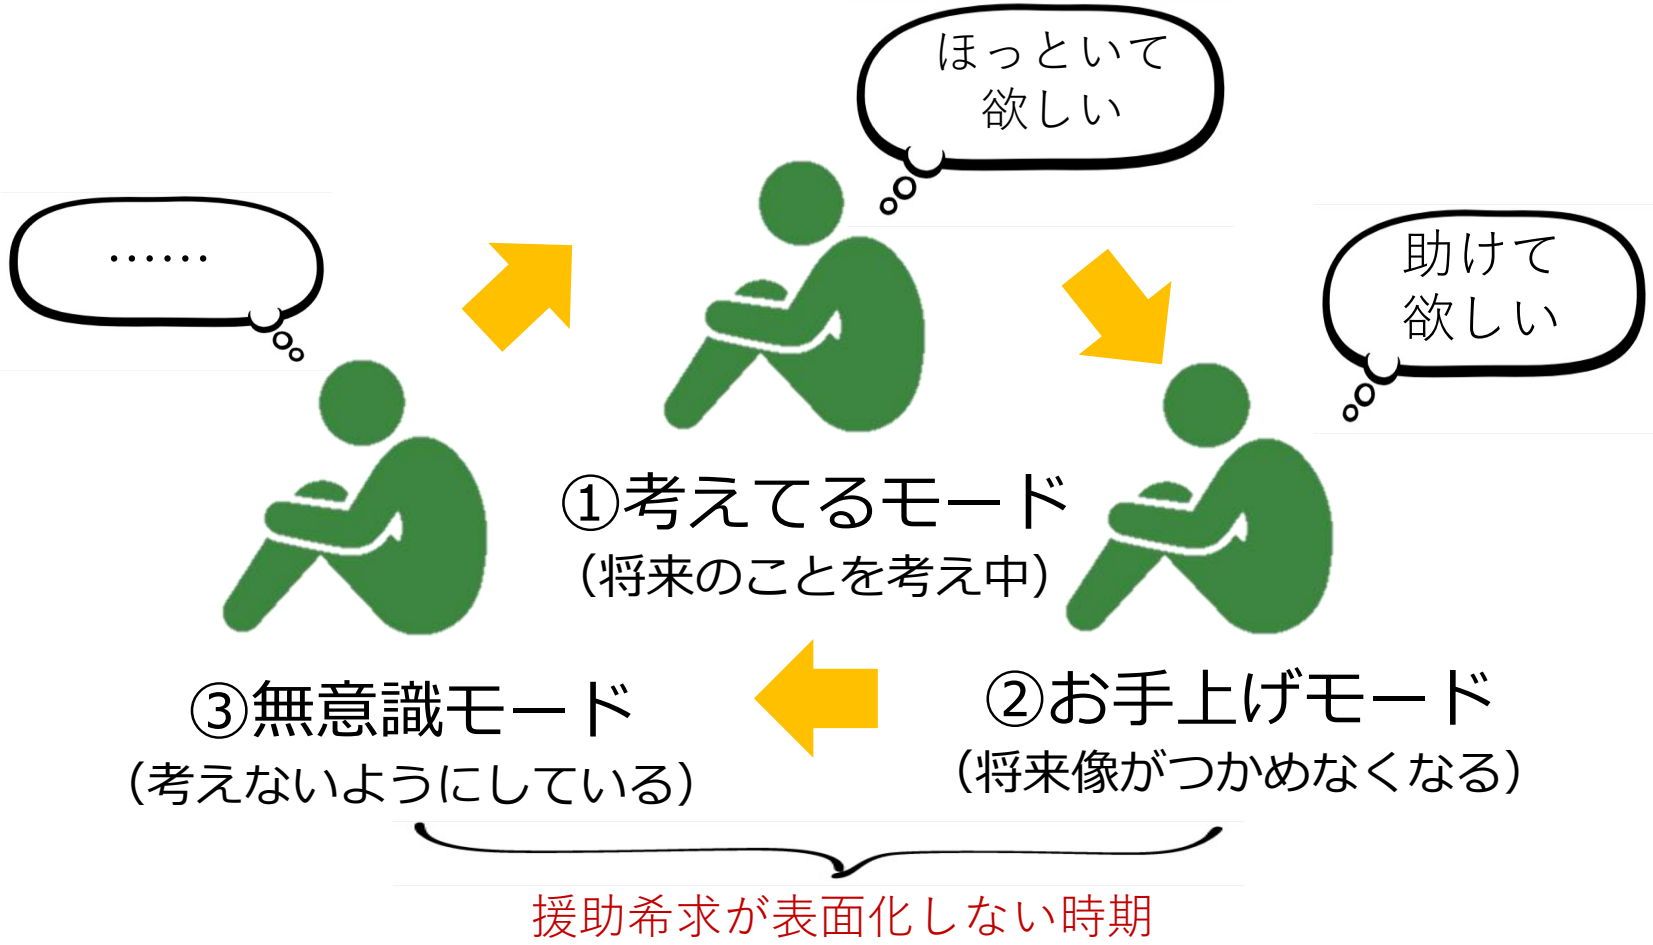 ほっといて
欲しい
……
助けて
欲しい
①考えてるモード
（将来のことを考え中）
②お手上げモード
（将来像がつかめなくなる）
③無意識モード
（考えないようにしている）
援助希求が表面化しない時期